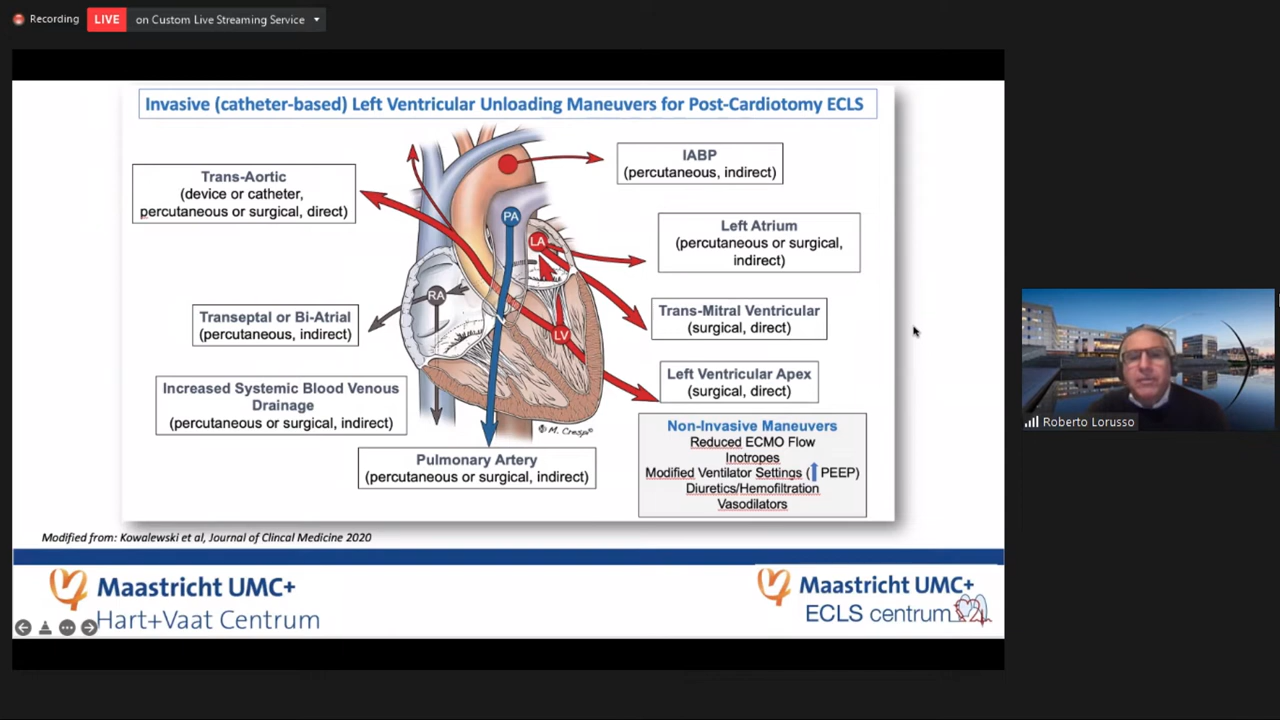 Recording
LIVE
on Custom Live Streaming Service
Invasive (catheter-based) Left Ventricular Unloading Maneuvers for Post-Cardiotomy ECLS
Trans-Aortic
(device or catheter,
percutaneous or surgical, direct)
IABP
(percutaneous, indirect)
PA
LA
Left Atrium
(percutaneous or surgical,
indirect)
RA
Transeptal or Bi-Atrial
(percutaneous, indirect)
LV
Trans-Mitral Ventricular
(surgical, direct)
Left Ventricular Apex
(surgical, direct)
Increased Systemic Blood Venous
Drainage
(percutaneous or surgical, indirect)
© M. Crespo
Pulmonary Artery
(percutaneous or surgical, indirect)
Non-Invasive Maneuvers
Reduced ECMO Flow
Inotropes
Modified Ventilator Settings (⬆ PEEP)
Diuretics/Hemofiltration
Vasodilators
Modified from: Kowalewski et al, Journal of Clincal Medicine 2020
Maastricht UMC+
Hart+Vaat Centrum
Maastricht UMC+
ECLS centrum
Roberto Lorusso